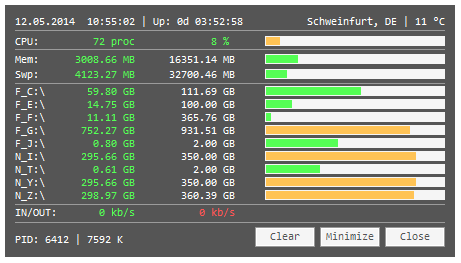 12.05.2014 10:55:02 | Up: 0d 03:52:58 Schweinfurt, DE | 11 °C
CPU: 72 proc 8 %
Mem: 3008.66 MB 16351.14 MB
Swp: 4123.27 MB 32700.46 MB
F_C:\ 59.80 GB 111.69 GB
F_E:\ 14.75 GB 100.00 GB
F_F:\ 11.11 GB 365.76 GB
F_G:\ 752.27 GB 931.51 GB
F_J:\ 0.80 GB 2.00 GB
N_I:\ 295.66 GB 350.00 GB
N_T:\ 0.61 GB 2.00 GB
N_Y:\ 295.66 GB 350.00 GB
N_Z:\ 298.97 GB 360.39 GB
IN/OUT: 0 kb/s 0 kb/s
PID: 6412 | 7592 K Clear Minimize Close